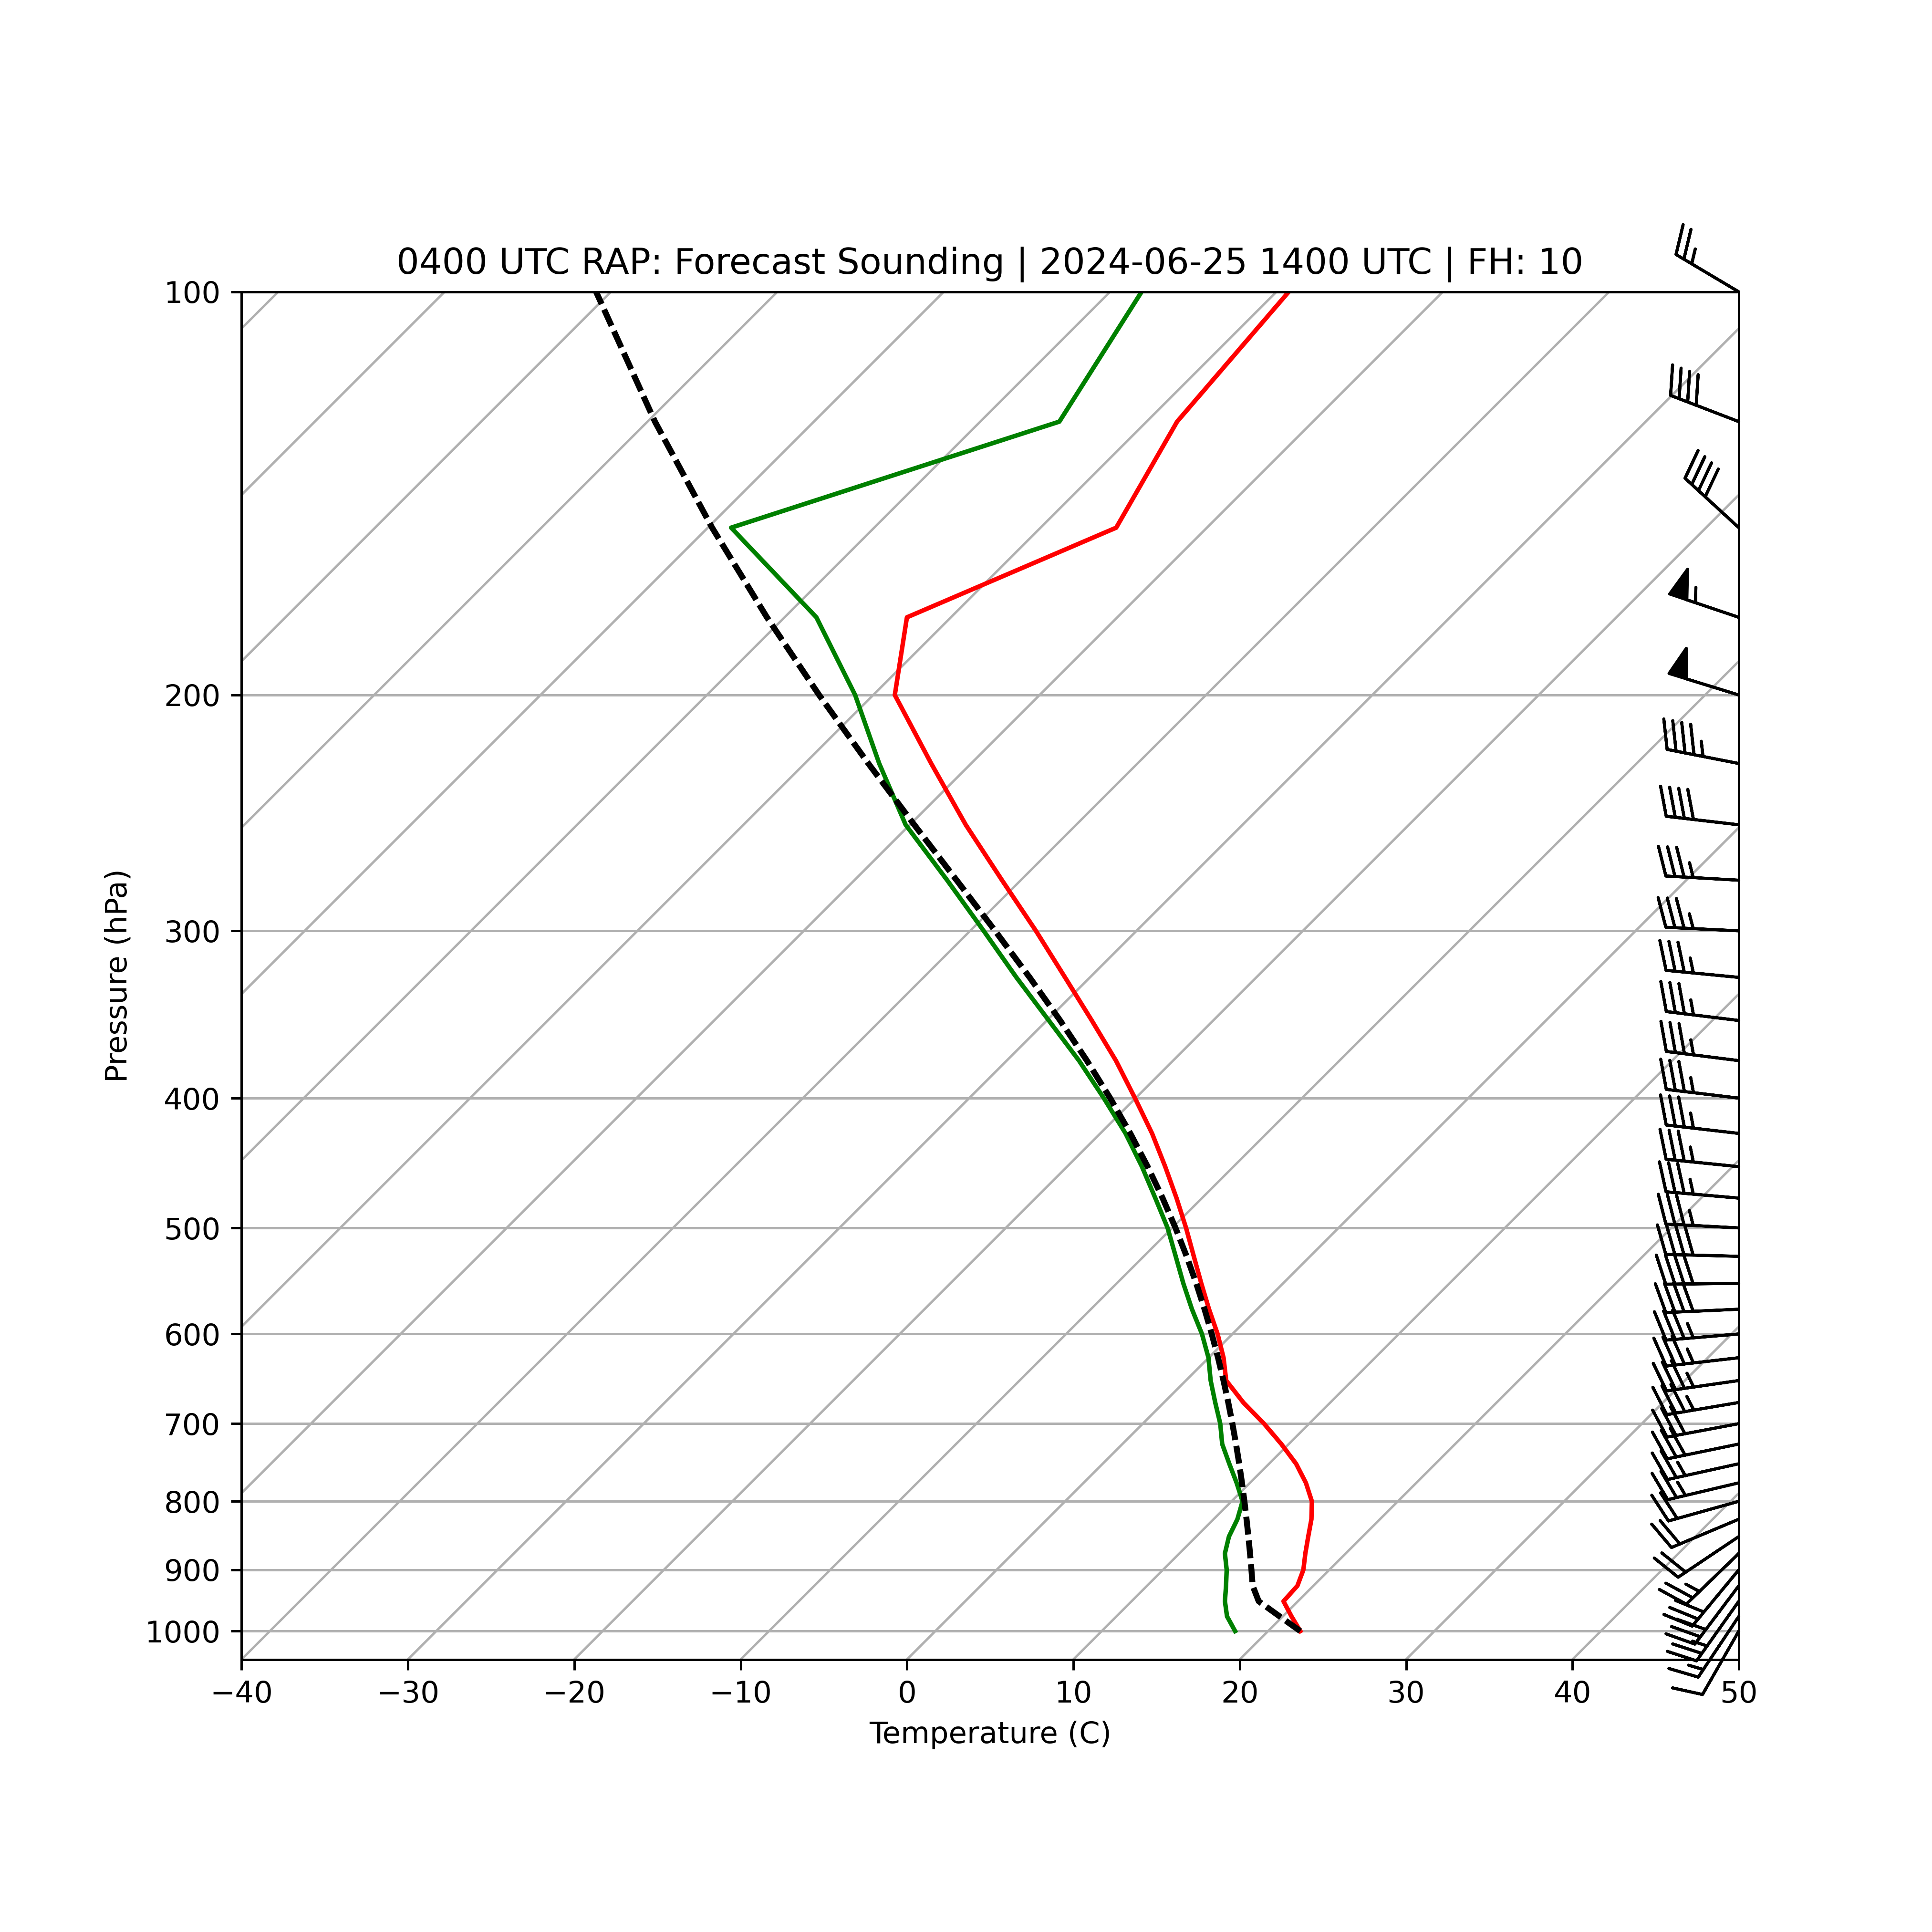 0400 UTC RAP: Forecast Sounding | 2024-06-25 1400 UTC | FH: 10
100
200
300
400
500
600
700
800
900
1000
Pressure (hPa)
−40 −30 −20 −10 0 10 20 30 40 50
Temperature (C)